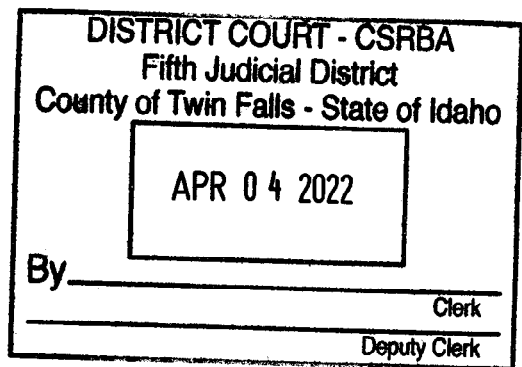 DISTRICT COURT - CSRBA
Fifth Judicial District
County of Twin Falls - State of Idaho
APR 04 2022
By
Clerk
Deputy Clerk